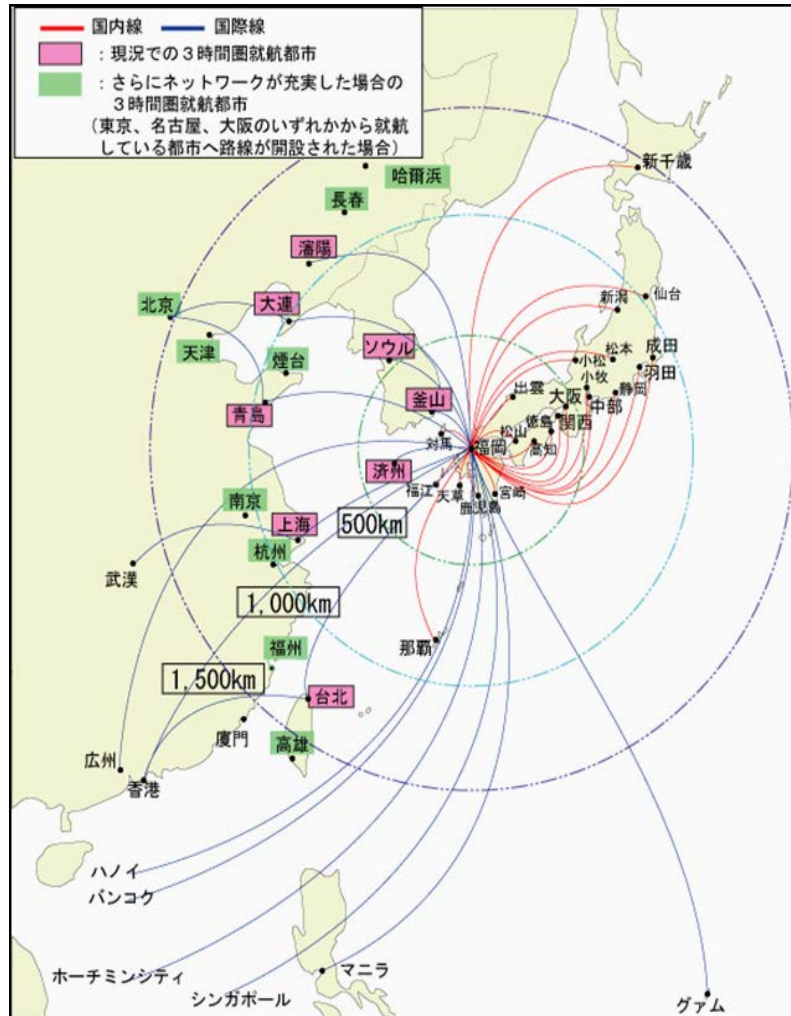 国内線 国際線
：現況での３時間圏就航都市
：さらにネットワークが充実した場合の
３時間圏就航都市
（東京、名古屋、大阪のいずれかから就航
している都市へ路線が開設された場合）
新千歳
哈爾浜
長春
瀋陽
北京
大連
天津
煙台
青島
ソウル
釜山
済州
新潟
仙台
小松
松本
成田
小牧
羽田
静岡
出雲
大阪
中部
徳島
関西
松山
高知
対馬
福岡
福江
天草
鹿児島
宮崎
南京
上海
500km
杭州
武漢
1,000km
那覇
福州
1,500km
台北
厦門
高雄
広州
香港
ハノイ
バンコク
ホーチミンシティ
マニラ
シンガポール
グァム